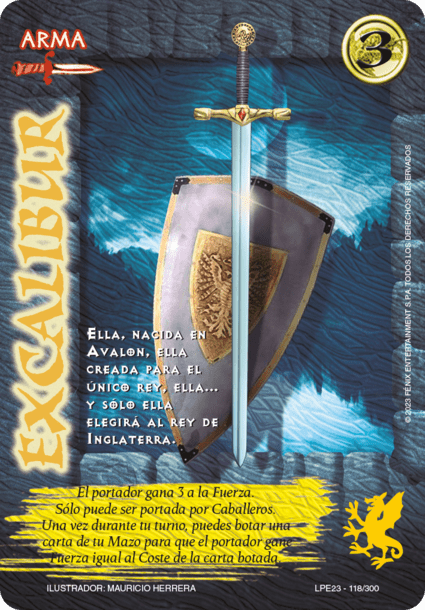 ARMA
3
EXCALIBUR
© 2023 FÉNIX ENTERTAINMENT S.P.A. TODOS LOS DERECHOS RESERVADOS
ELLA, NACIDA EN
AVALON, ELLA
CREADA PARA EL
ÚNICO REY, ELLA...
Y SÓLO ELLA
ELEGIRÁ AL REY DE
INGLATERRA.
El portador gana 3 a la Fuerza.
Sólo puede ser portada por Caballeros.
Una vez durante tu turno, puedes botar una
carta de tu Mazo para que el portador gane
Fuerza igual al Coste de la carta botada.
ILUSTRADOR: MAURICIO HERRERA
LPE23 - 118/300